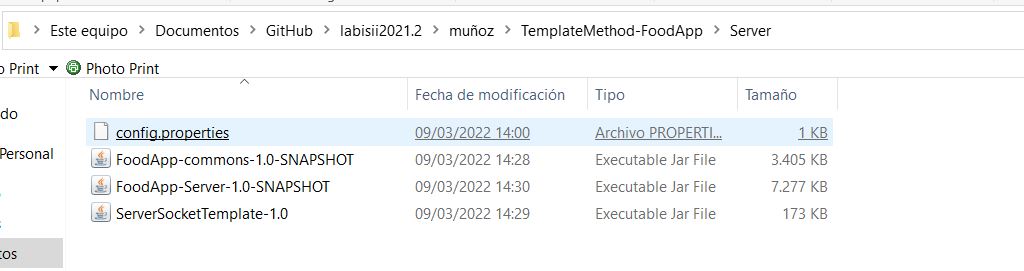 Este equipo > Documentos > GitHub > labisii2021.2 > muñoz > TemplateMethod-FoodApp > Server
o Print Photo Print
Nombre Fecha de modificación Tipo Tamaño
do
config.properties 09/03/2022 14:00 Archivo PROPERTI... 1 KB
Personal
FoodApp-commons-1.0-SNAPSHOT 09/03/2022 14:28 Executable Jar File 3.405 KB
FoodApp-Server-1.0-SNAPSHOT 09/03/2022 14:30 Executable Jar File 7.277 KB
ServerSocketTemplate-1.0 09/03/2022 14:29 Executable Jar File 173 KB
tos